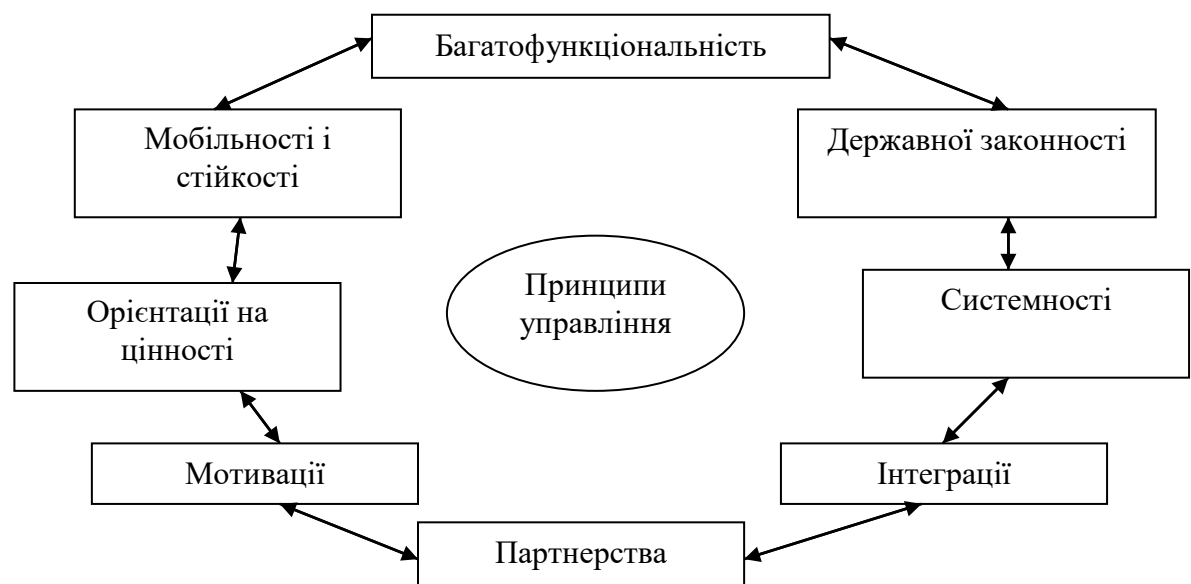 Багатофункціональність
Мобільності і
стійкості
Державної законності
Принципи
управління
Орієнтації на
цінності
Системності
Мотивації
Інтеграції
Партнерства